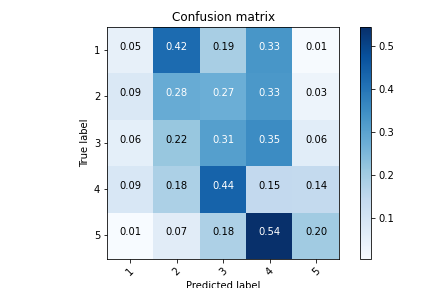 Confusion matrix
True label
1 0.05 0.42 0.19 0.33 0.01
2 0.09 0.28 0.27 0.33 0.03
3 0.06 0.22 0.31 0.35 0.06
4 0.09 0.18 0.44 0.15 0.14
5 0.01 0.07 0.18 0.54 0.20
1 2 3 4 5
Predicted label
0.5
0.4
0.3
0.2
0.1